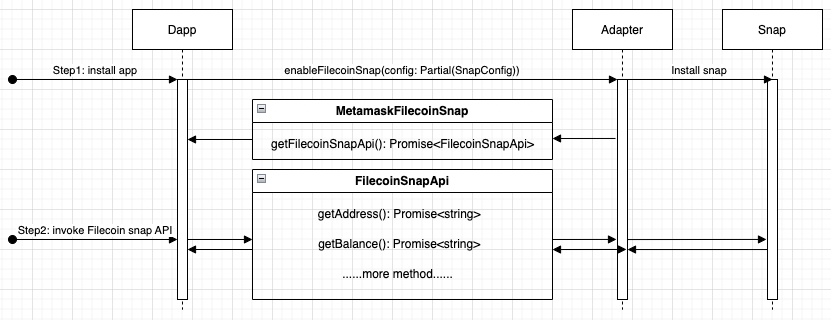 Dapp
Adapter
Snap
Step1: install app
enableFilecoinSnap(config: Partial(SnapConfig))
Install snap
MetamaskFilecoinSnap
getFilecoinSnapApi(): Promise<FilecoinSnapApi>
FilecoinSnapApi
getAddress(): Promise<string>
Step2: invoke Filecoin snap API
getBalance(): Promise<string>
......more method......